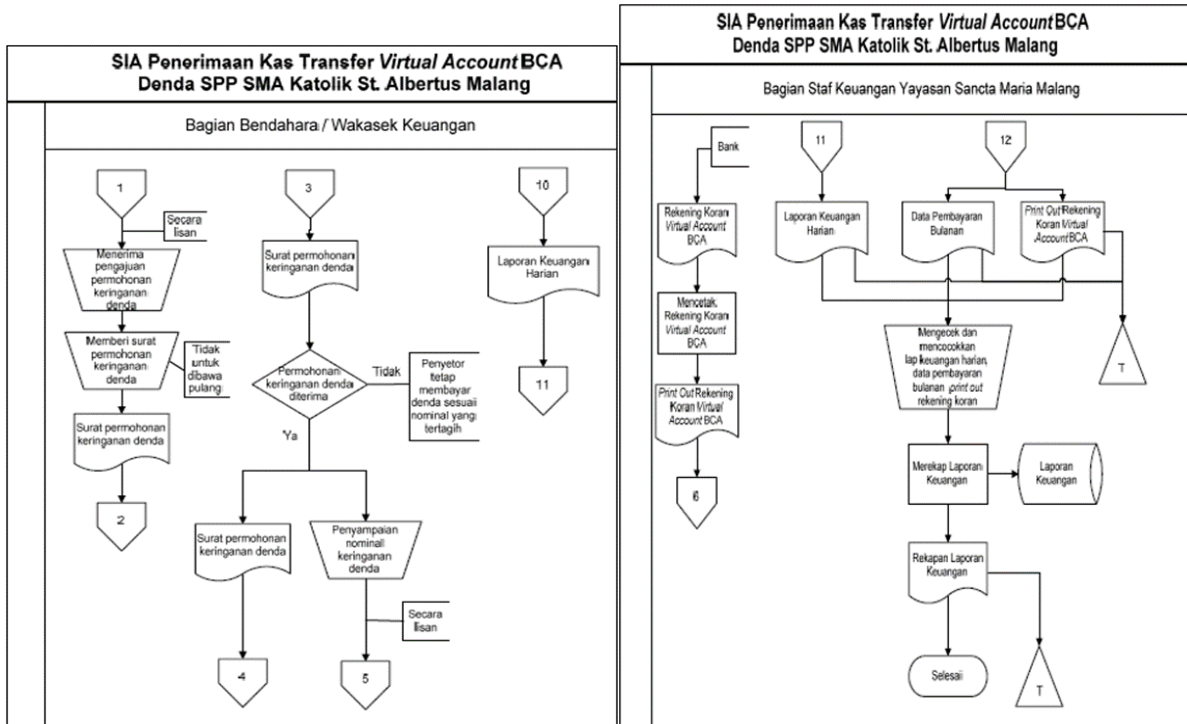 SIA Penerimaan Kas Transfer Virtual Account BCA
Denda SPP SMA Katolik St. Albertus Malang
Bagian Bendahara / Wakasek Keuangan
1
Secara
lisan
Menerima
pengajuan
permohonan
keringanan
denda
Memberi surat
permohonan
keringanan
denda
Tidak
untuk
dibawa
pulang
Surat permohonan
keringanan denda
2
3
Surat permohonan
keringanan denda
Permohonan
keringanan denda
diterima
Tidak
Penyetor
tetap
membayar
denda sesuai
nominal yang
tertagih
Ya
Surat permohonan
keringanan denda
Penyampaian
nominal
keringanan
denda
Secara
lisan
4
5
10
Laporan Keuangan
Harian
11
SIA Penerimaan Kas Transfer Virtual Account BCA
Denda SPP SMA Katolik St. Albertus Malang
Bagian Staf Keuangan Yayasan Sancta Maria Malang
Bank
Rekening Koran
Virtual Account
BCA
Mencetak
Rekening Koran
Virtual Account
BCA
Print Out Rekening
Koran Virtual
Account BCA
6
11
Laporan Keuangan
Harian
12
Data Pembayaran
Bulanan
Print Out Rekening
Koran Virtual
Account BCA
T
Mengecek dan
mencocokkan
lap keuangan harian,
data pembayaran
bulanan print out
rekening koran
Merekap Laporan
Keuangan
Laporan
Keuangan
Rekapan Laporan
Keuangan
Selesai
T